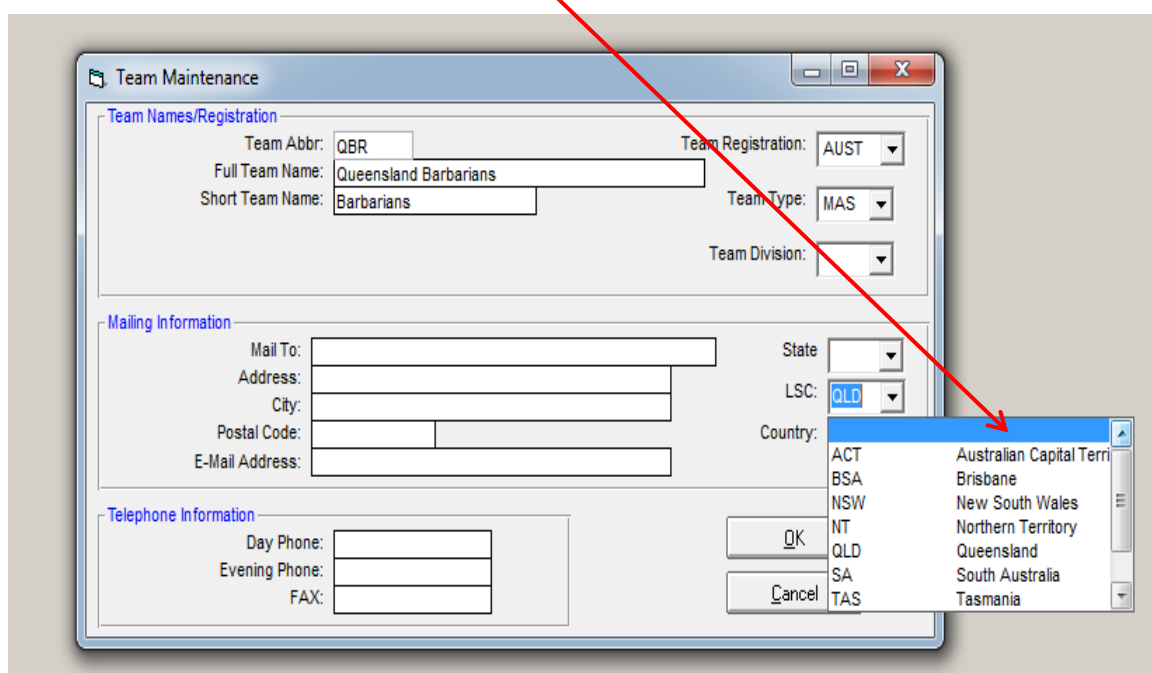 Team Maintenance
Team Names/Registration
Team Abbr: QBR
Team Registration: AUST
Full Team Name: Queensland Barbarians
Short Team Name: Barbarians
Team Type: MAS
Team Division:
Mailing Information
Mail To:
State
Address:
LSC: QLD
City:
Postal Code:
Country:
E-Mail Address:
ACT Australian Capital Terri
BSA Brisbane
NSW New South Wales
NT Northern Territory
QLD Queensland
SA South Australia
TAS Tasmania
Telephone Information
Day Phone:
Evening Phone:
FAX:
OK
Cancel